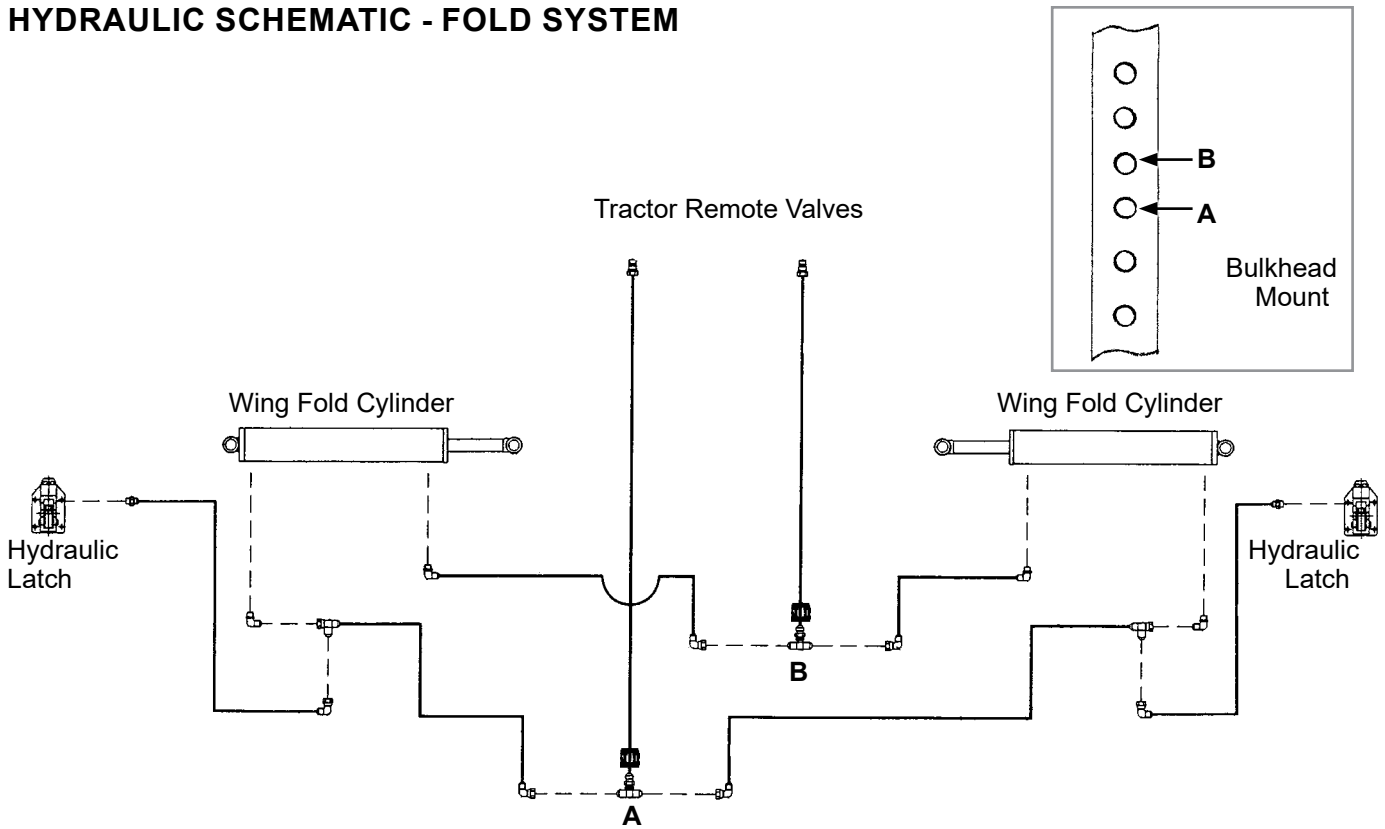 HYDRAULIC SCHEMATIC - FOLD SYSTEM
B
A
Bulkhead
Mount
Tractor Remote Valves
Wing Fold Cylinder
Wing Fold Cylinder
Hydraulic
Latch
Hydraulic
Latch
B
A